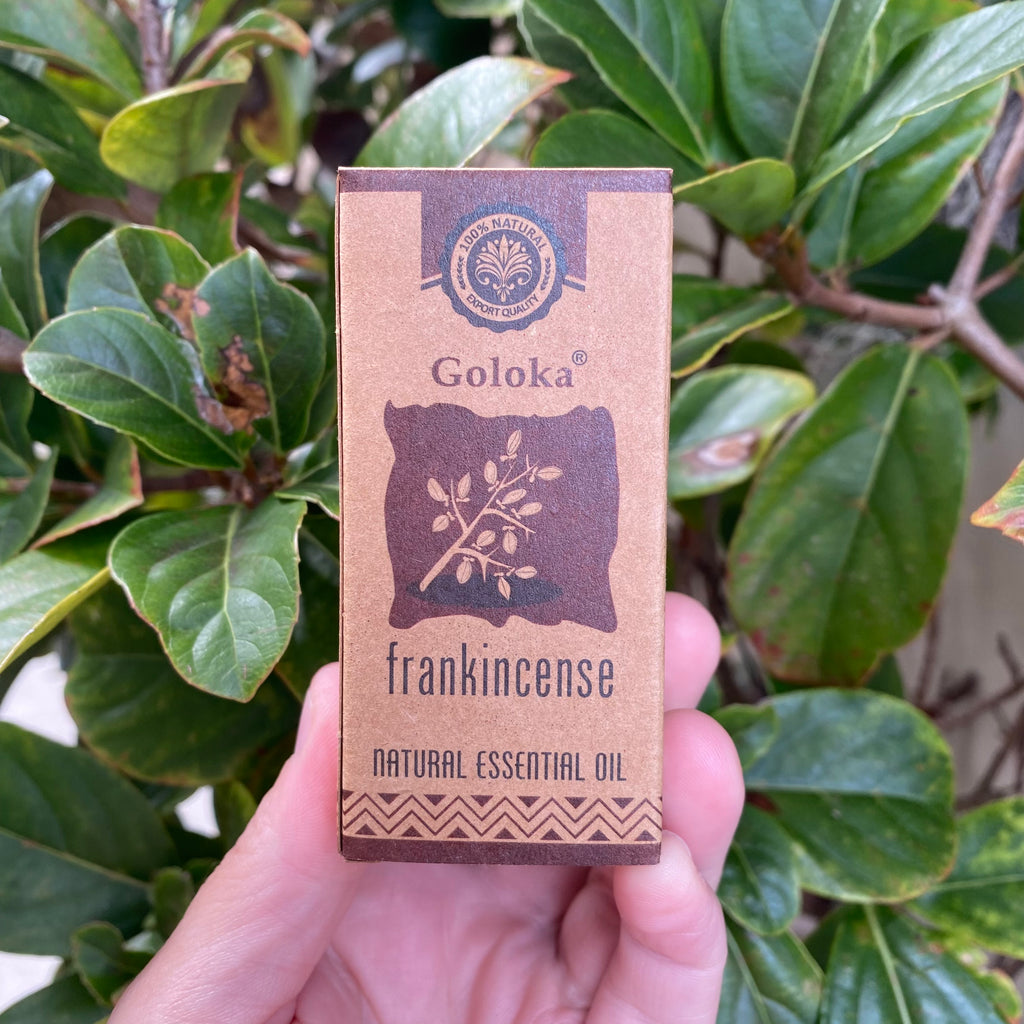 100% NATURAL
EXPORT QUALITY
Goloka®
frankincense
NATURAL ESSENTIAL OIL